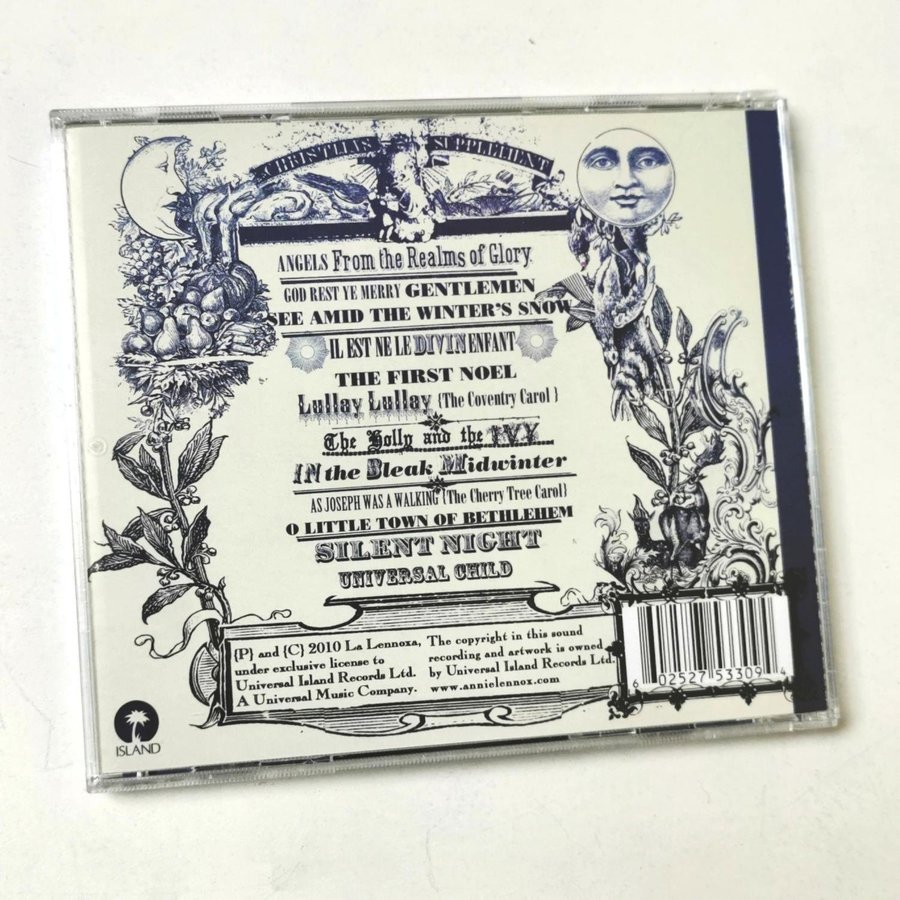 CHRISTMAS SUPPLEMENT
ANGELS From the Realms of Glory.
GOD REST YE MERRY GENTLEMEN
SEE AMID THE WINTER'S SNOW
IL EST NE LE DIVIN ENFANT
THE FIRST NOEL
Lullay Lullay {The Coventry Carol }
The Holly and the IVY
IN the Bleak Midwinter
AS JOSEPH WAS A WALKING {The Cherry Tree Carol}
O LITTLE TOWN OF BETHLEHEM
SILENT NIGHT
UNIVERSAL CHILD
{P} and {C} 2010 La Lennoxa,
under exclusive license to
Universal Island Records Ltd.
A Universal Music Company.
The copyright in this sound
recording and artwork is owned
by Universal Island Records Ltd.
www.annielennox.com
6 02527 53309 4
ISLAND